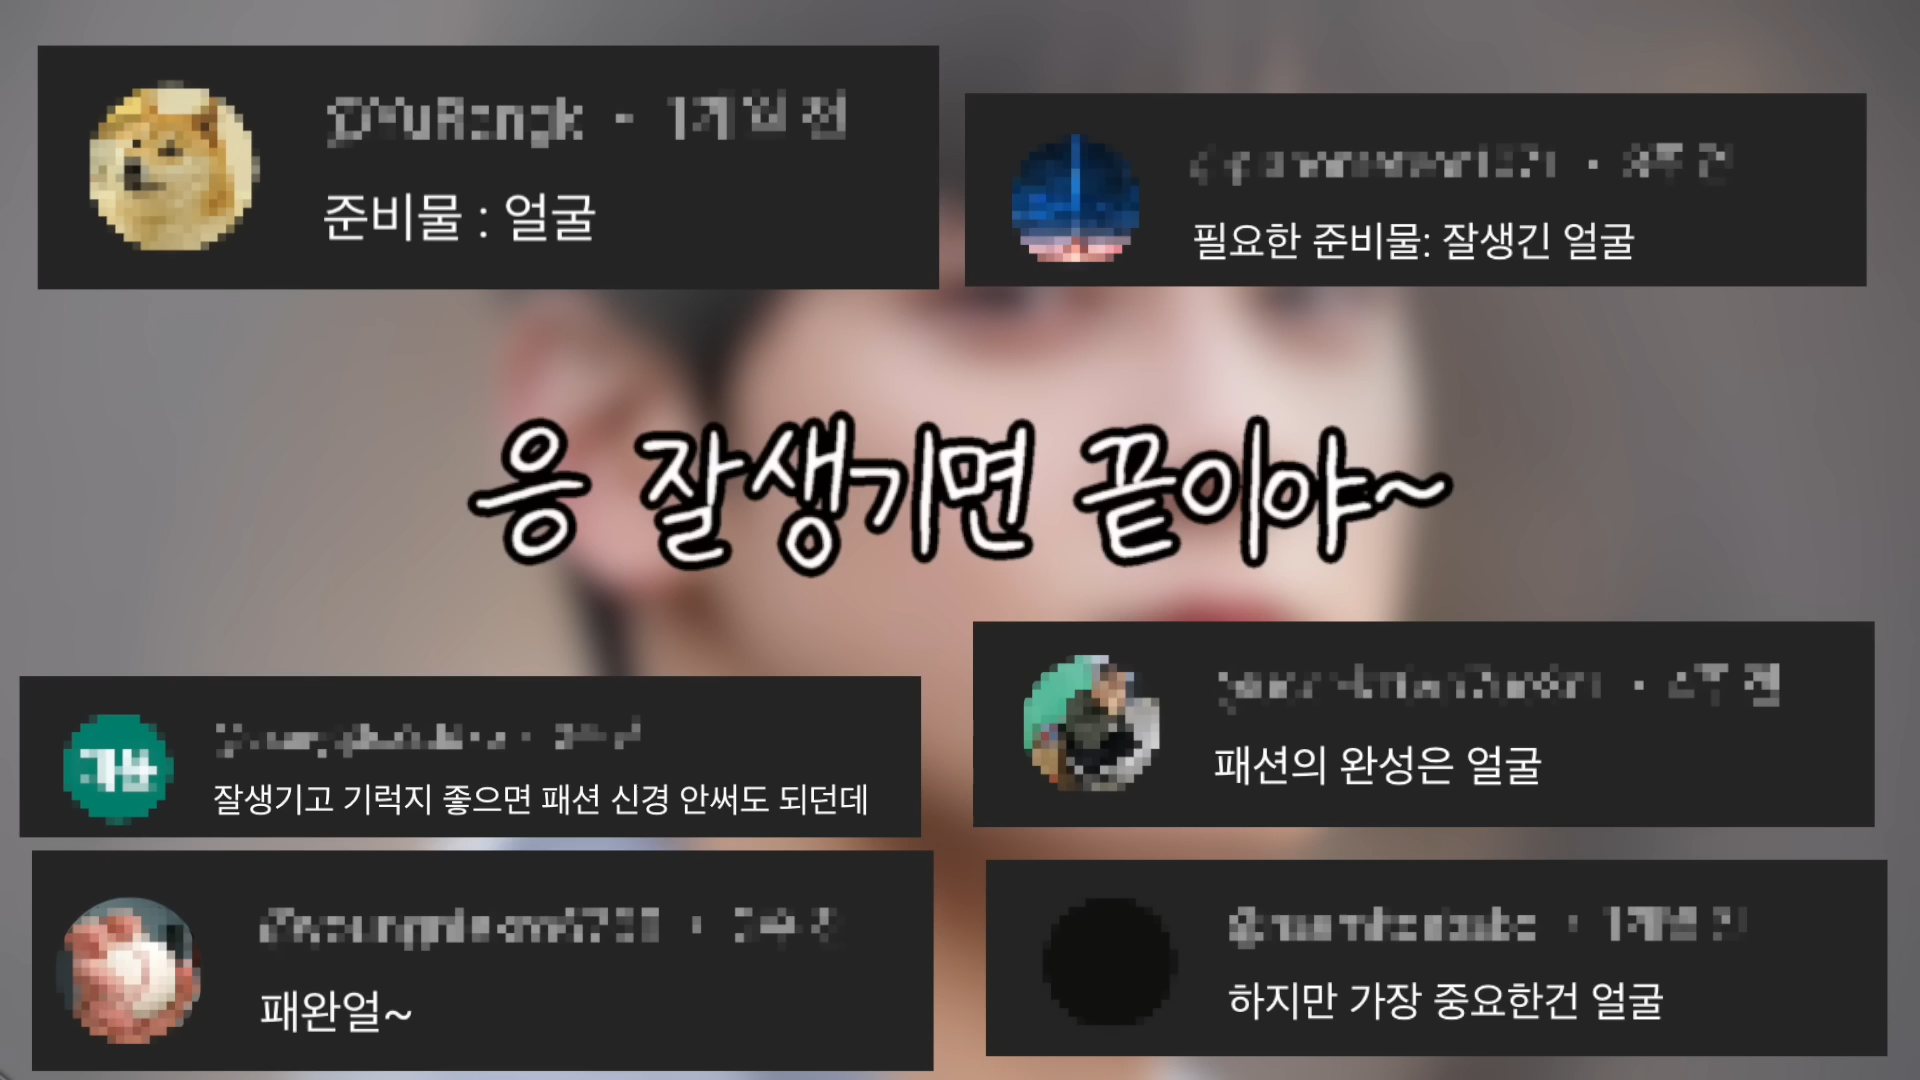 준비물 : 얼굴
필요한 준비물: 잘생긴 얼굴
응 잘생기면 끝이야~
잘생기고 기럭지 좋으면 패션 신경 안써도 되던데
패션의 완성은 얼굴
패완얼~
하지만 가장 중요한건 얼굴